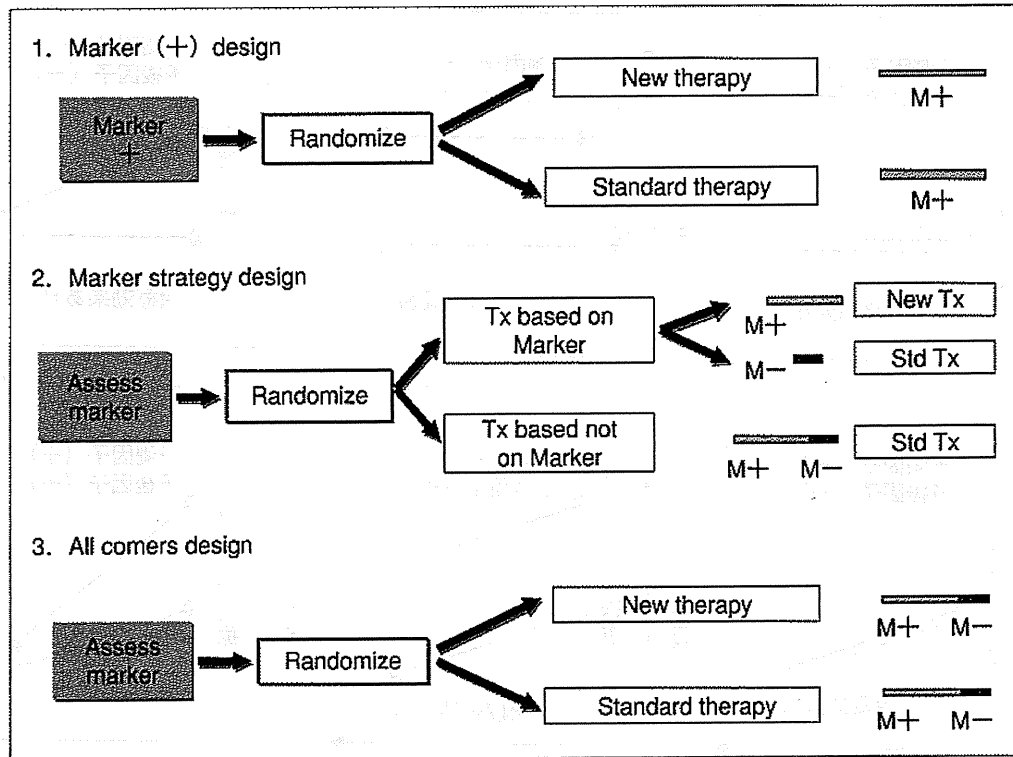 1. Marker (+) design
Marker
+
Randomize
New therapy
M+
Standard therapy
M+
2. Marker strategy design
Assess
marker
Randomize
Tx based on
Marker
M+
New Tx
M−
Std Tx
Tx based not
on Marker
M+ M−
Std Tx
3. All comers design
Assess
marker
Randomize
New therapy
M+ M−
Standard therapy
M+ M−